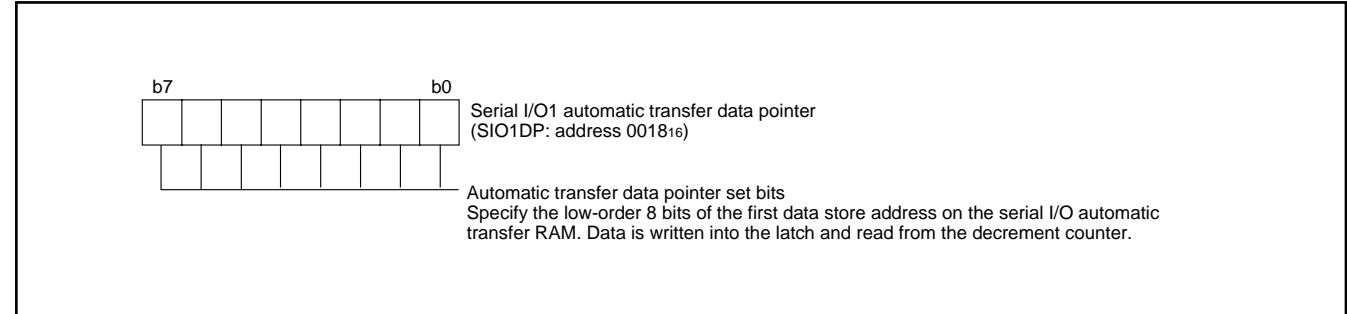 b7 b0
Serial I/O1 automatic transfer data pointer
(SIO1DP: address 001816)
Automatic transfer data pointer set bits
Specify the low-order 8 bits of the first data store address on the serial I/O automatic
transfer RAM. Data is written into the latch and read from the decrement counter.